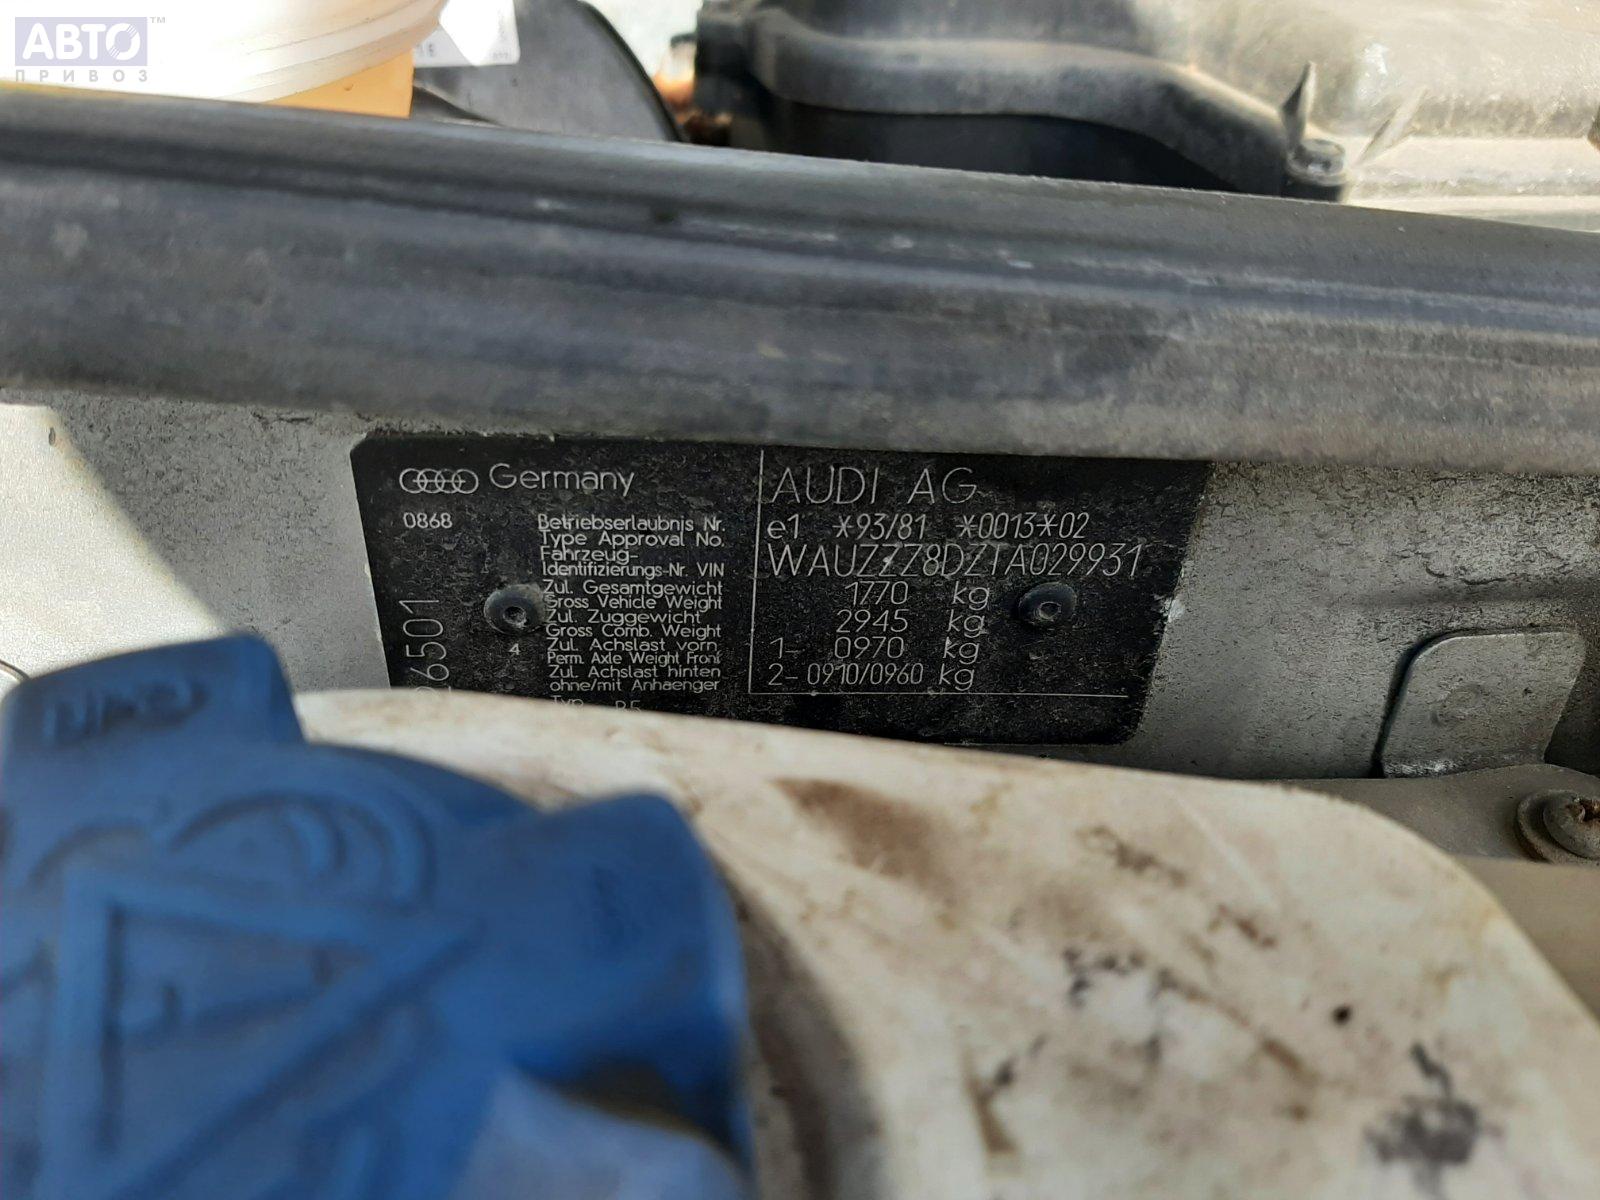 АВТО™
ПРИВОЗ
Germany
0868
Betriebserlaubnis Nr.
Type Approval No.
Fahrzeug-
Identifizierungs-Nr. VIN
Zul. Gesamtgewicht
Gross Vehicle Weight
Zul. Zuggewicht
Gross Comb. Weight
Zul. Achslast vorn
Perm. Axle Weight Front
Zul. Achslast hinten
ohne/mit Anhaenger
4
26501
AUDI AG
e1 *93/81 *0013*02
WAUZZZ8DZTA029931
1770 kg
2945 kg
1- 0970 kg
2- 0910/0960 kg